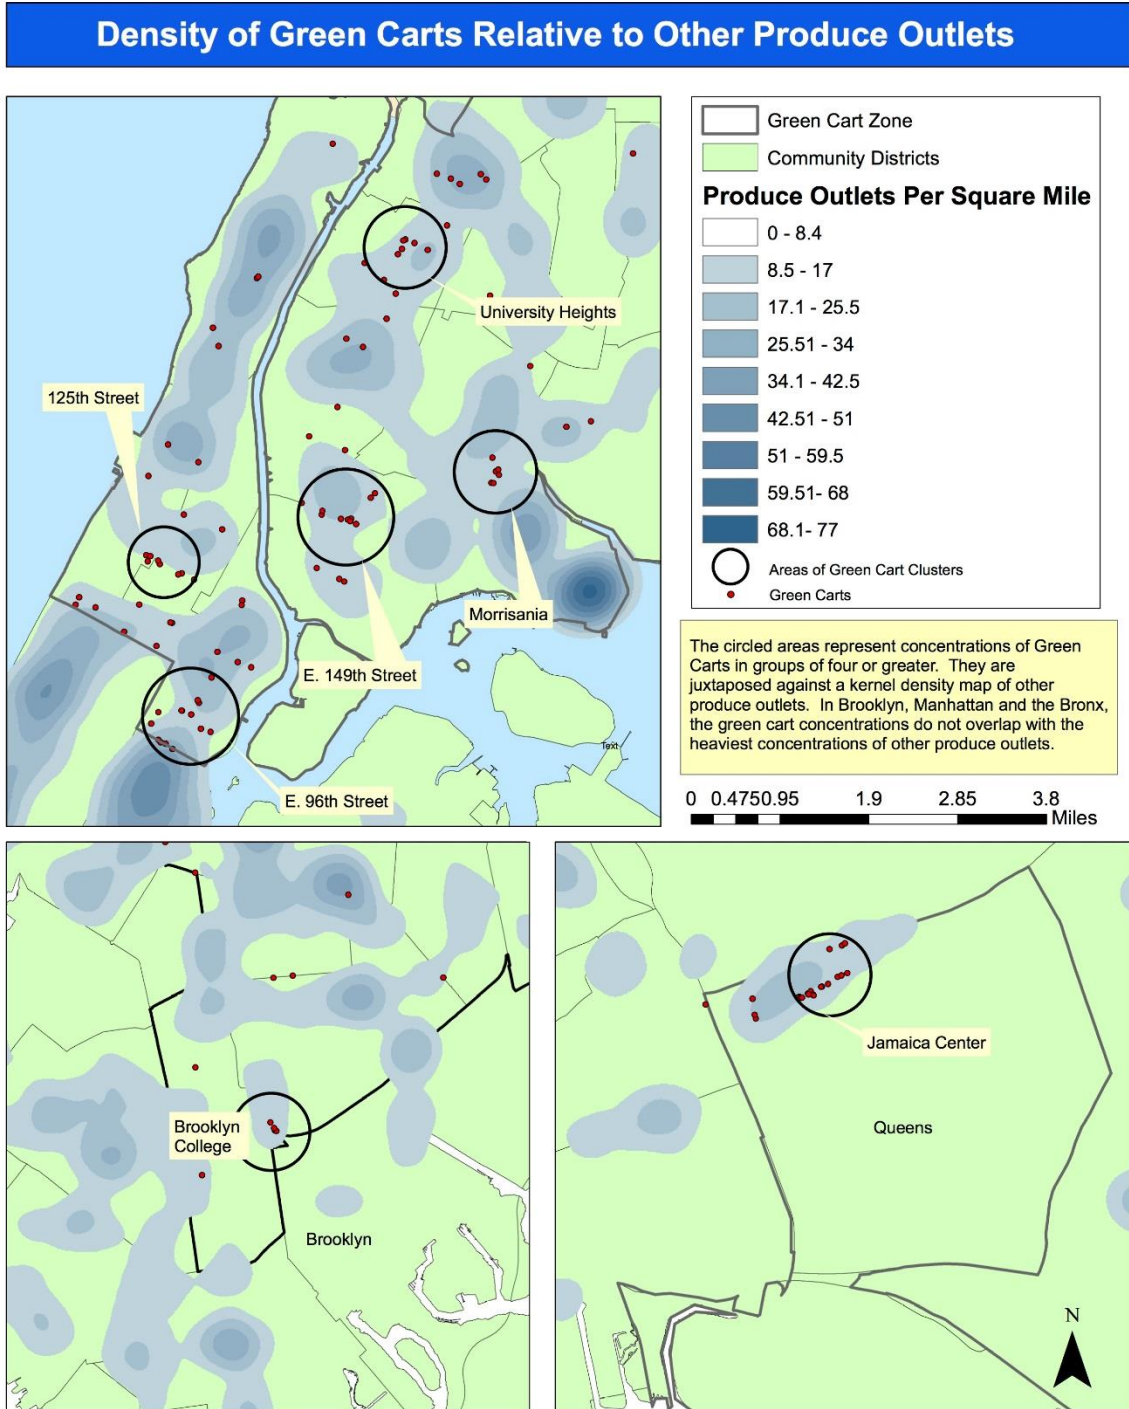 Density of Green Carts Relative to Other Produce Outlets
Green Cart Zone
Community Districts
Produce Outlets Per Square Mile
0 - 8.4
8.5 - 17
17.1 - 25.5
25.51 - 34
34.1 - 42.5
42.51 - 51
51 - 59.5
59.51- 68
68.1- 77
Areas of Green Cart Clusters
Green Carts
University Heights
125th Street
Morrisania
E. 149th Street
E. 96th Street
Text
The circled areas represent concentrations of Green
Carts in groups of four or greater. They are
juxtaposed against a kernel density map of other
produce outlets. In Brooklyn, Manhattan and the Bronx,
the green cart concentrations do not overlap with the
heaviest concentrations of other produce outlets.
0 0.4750.95 1.9 2.85 3.8
Miles
Brooklyn
College
Brooklyn
Jamaica Center
Queens
N